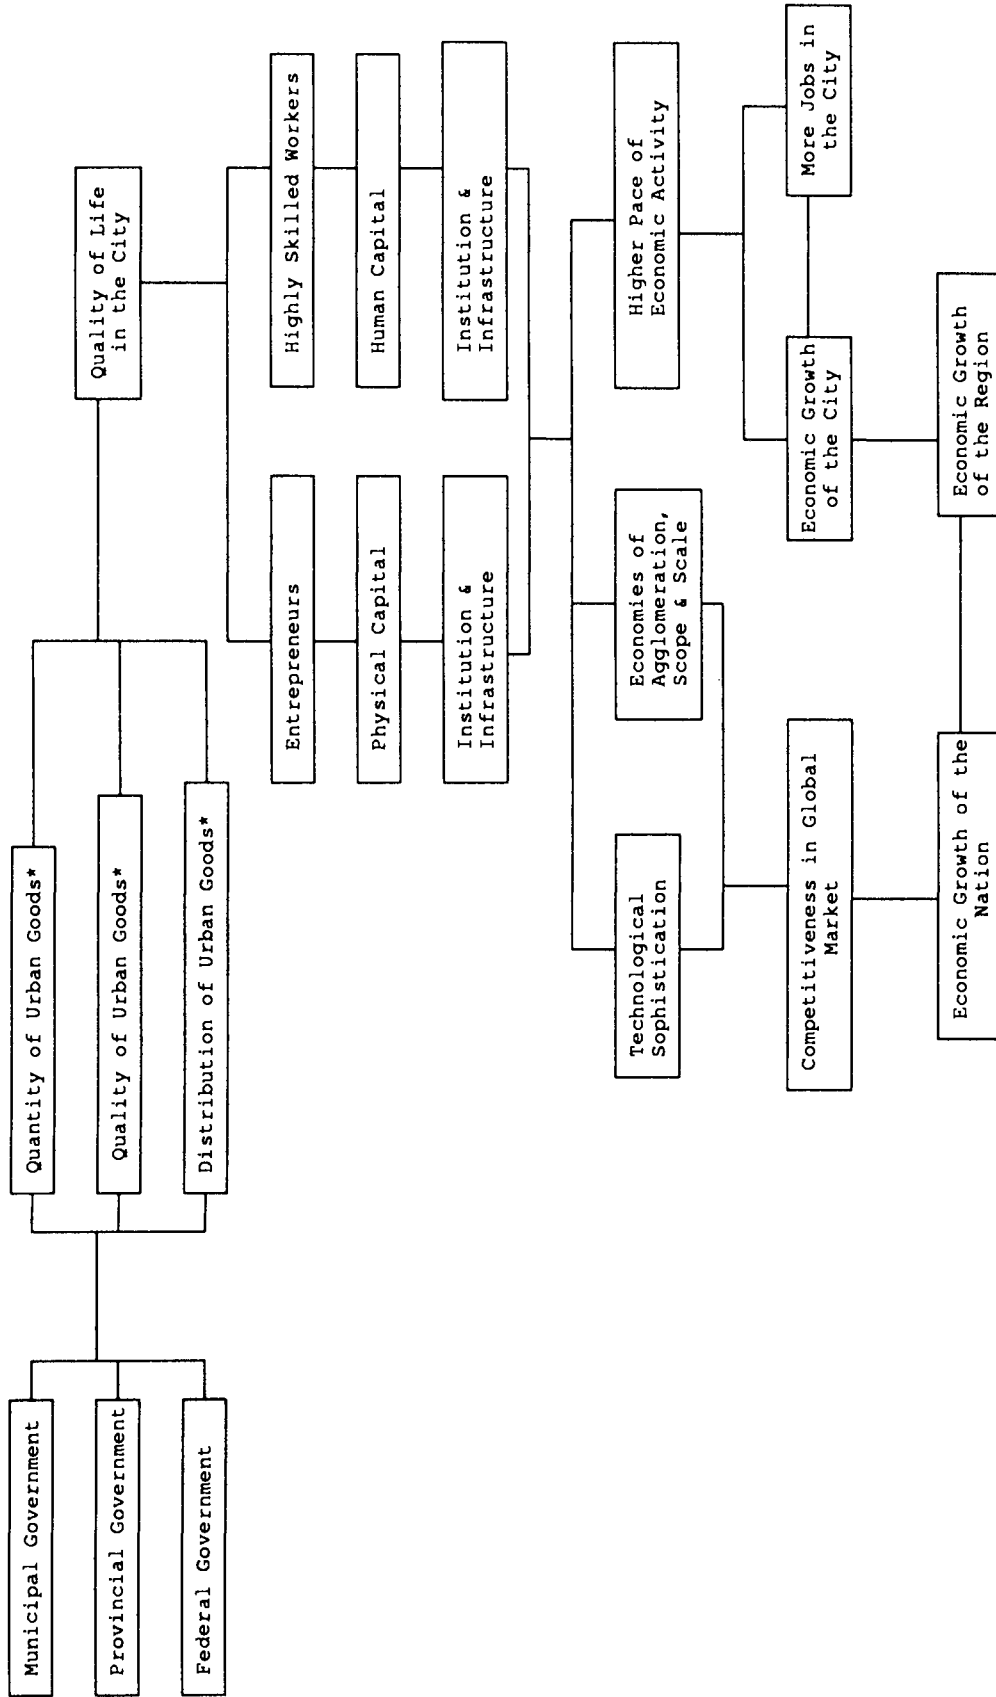 Municipal Government
Provincial Government
Federal Government
Quantity of Urban Goods*
Quality of Urban Goods*
Distribution of Urban Goods*
Quality of Life
in the City
Entrepreneurs
Highly Skilled Workers
Physical Capital
Human Capital
Institution &
Infrastructure
Institution &
Infrastructure
Technological
Sophistication
Economies of
Agglomeration,
Scope & Scale
Higher Pace of
Economic Activity
Competitiveness in Global
Market
Economic Growth
of the City
More Jobs in
the City
Economic Growth of the
Nation
Economic Growth
of the Region